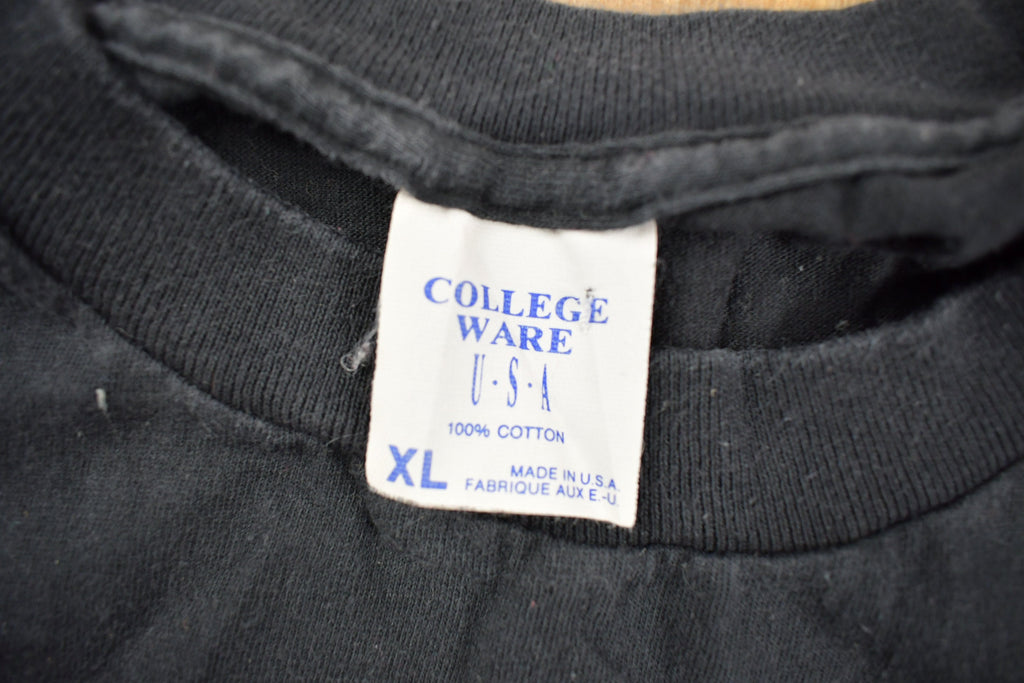 COLLEGE
WARE
U·S·A
100% COTTON
XL
MADE IN U.S.A.
FABRIQUE AUX E.-U.